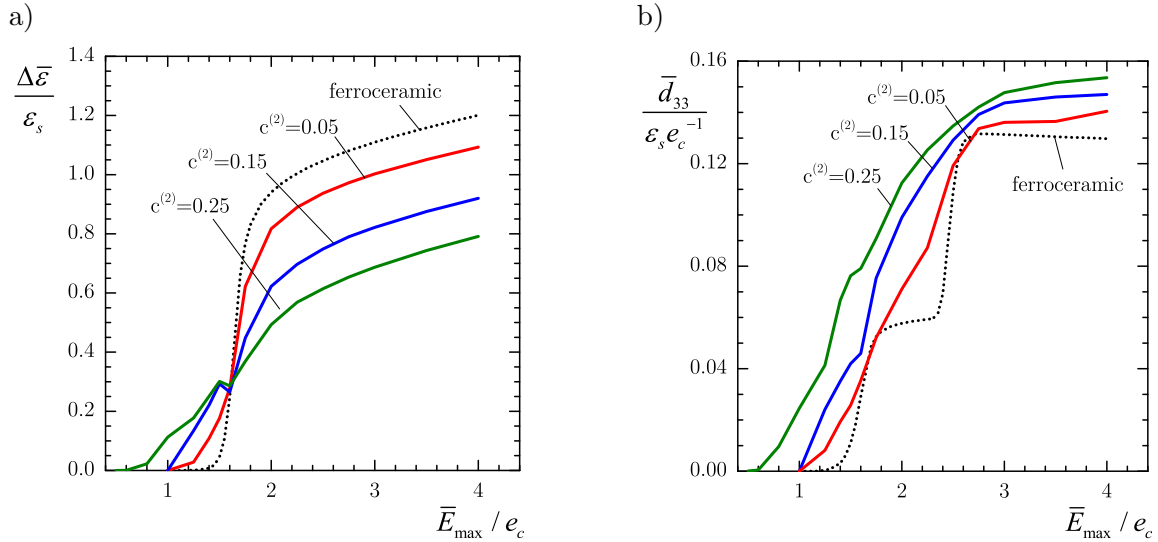 a)
Δε̅
ε_s
1.4
1.2
1.0
0.8
0.6
0.4
0.2
0.0
ferroceramic
c⁽²⁾=0.05
c⁽²⁾=0.15
c⁽²⁾=0.25
1 2 3 4
E̅_max / e_c
b)
d̅₃₃
ε_s e_c⁻¹
0.16
0.12
0.08
0.04
0.00
c⁽²⁾=0.05
c⁽²⁾=0.15
c⁽²⁾=0.25
ferroceramic
1 2 3 4
E̅_max / e_c